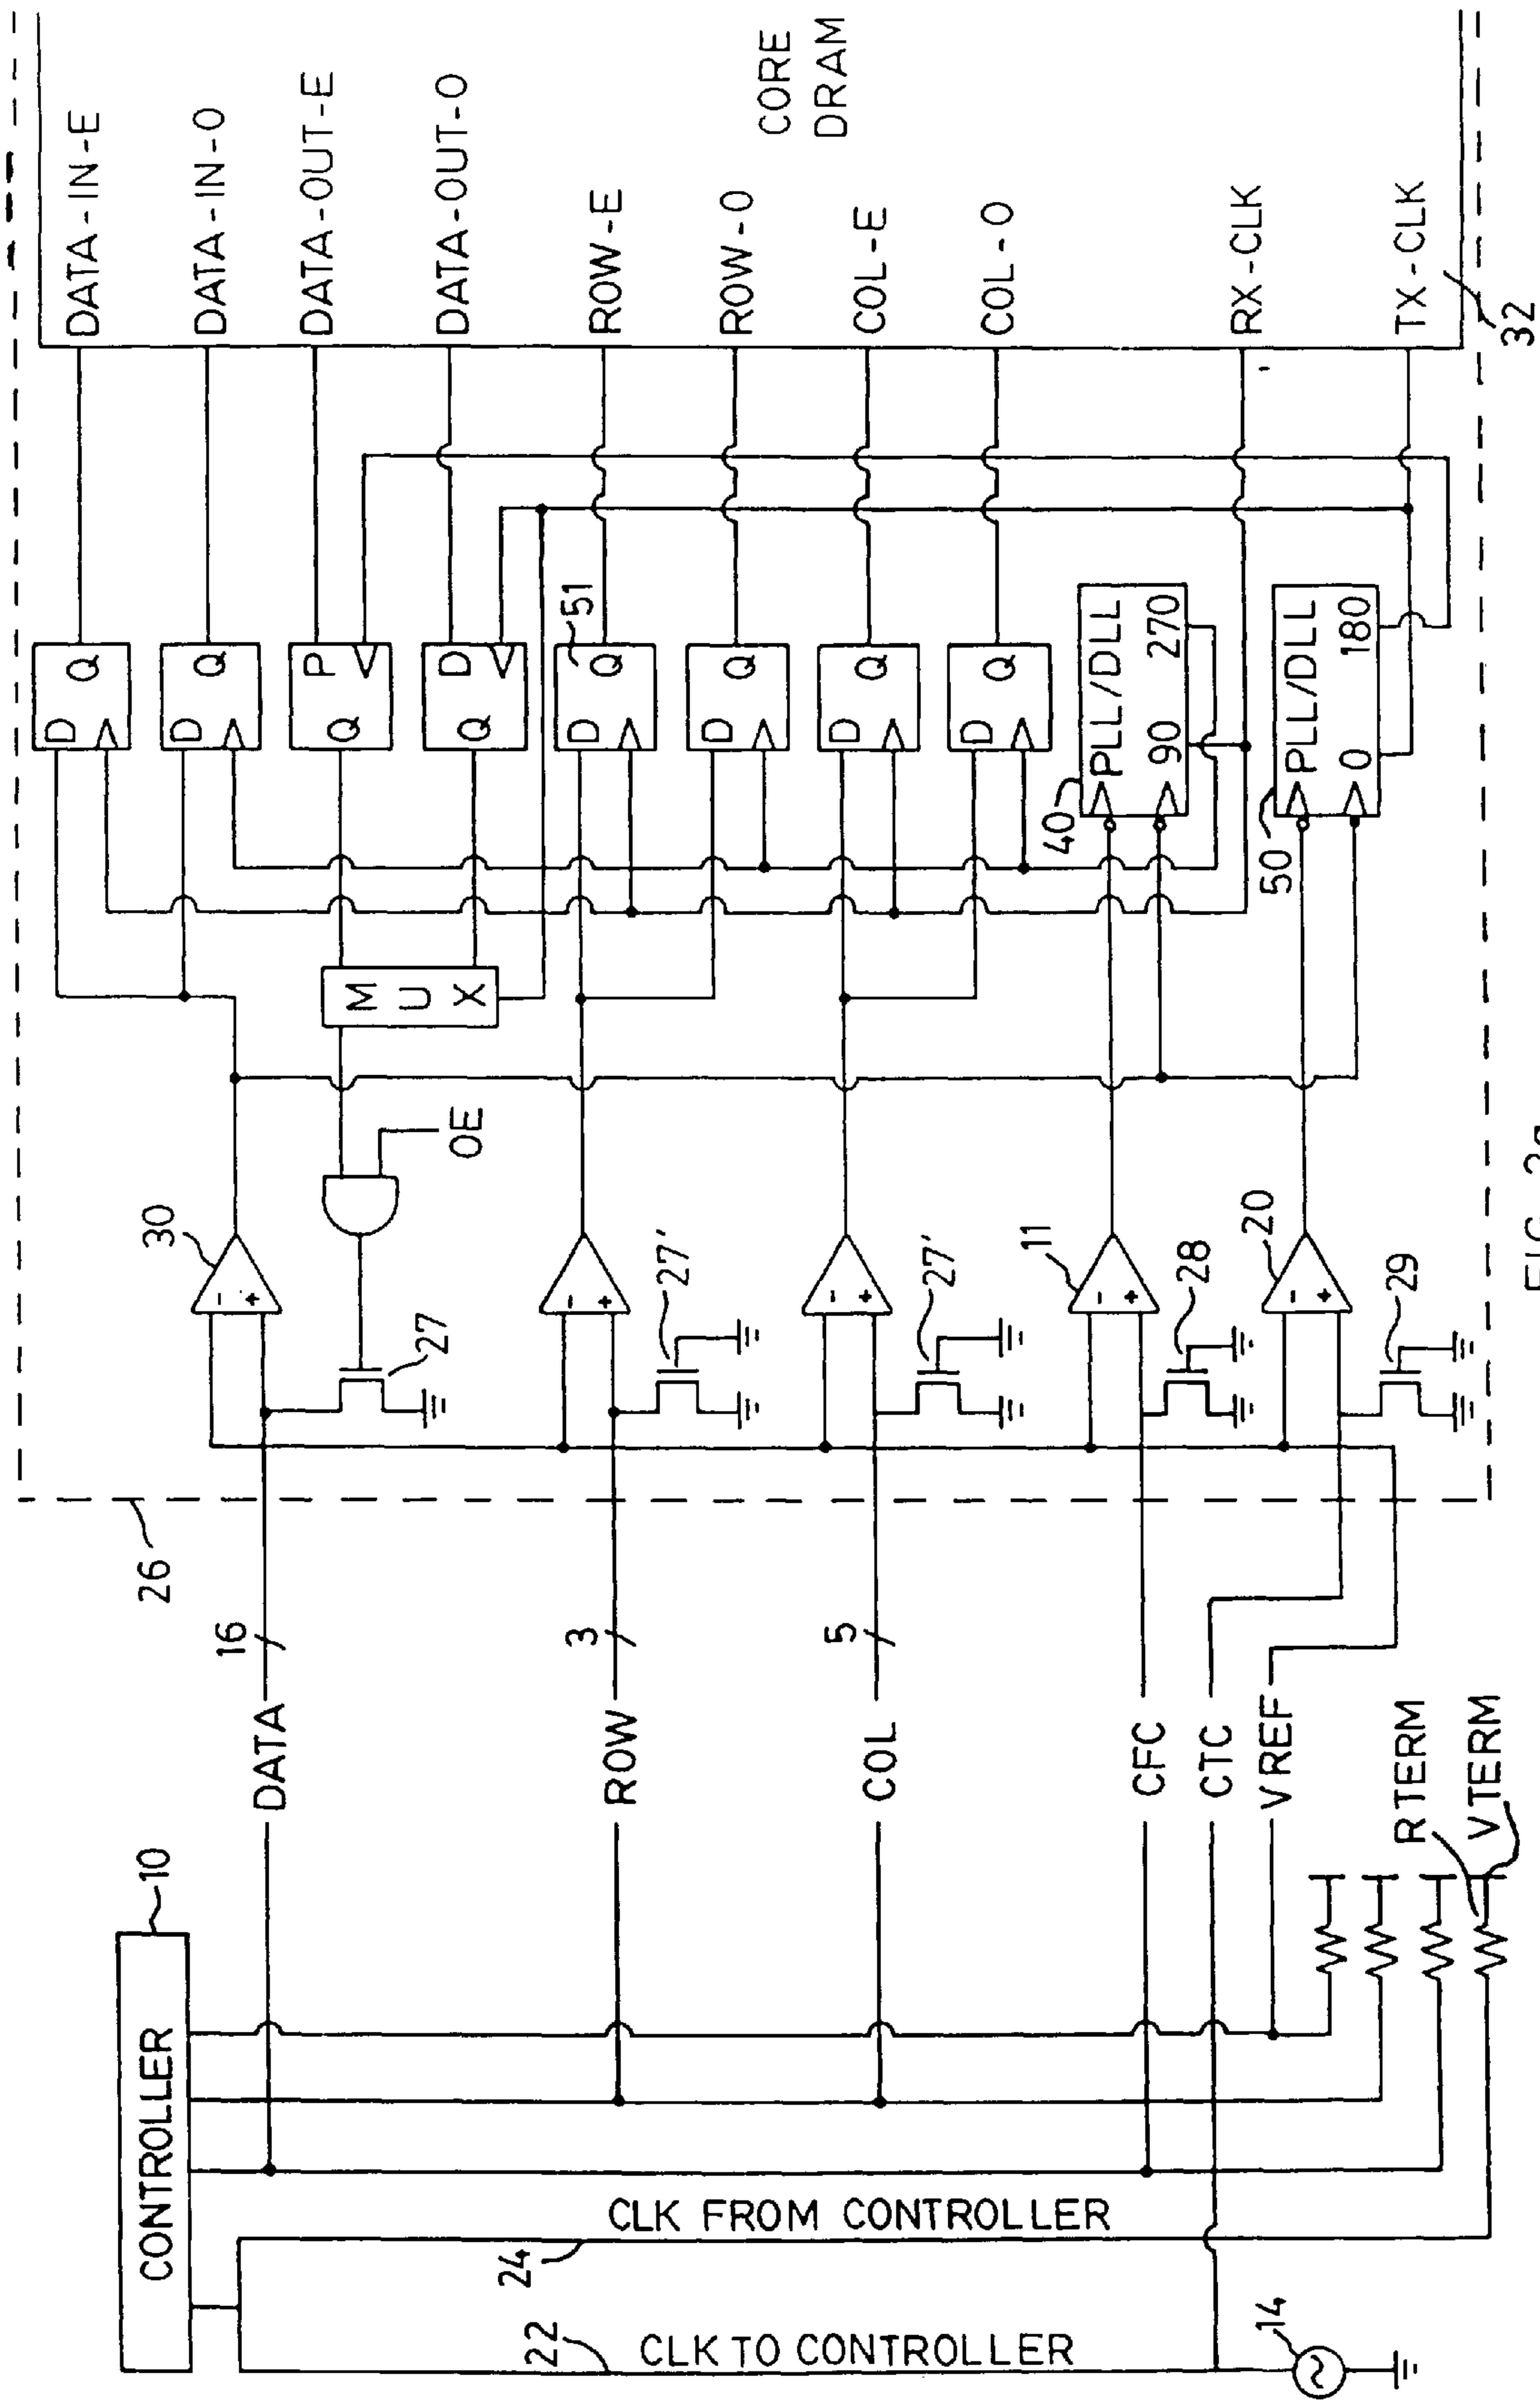 CONTROLLER
10
22
CLK TO CONTROLLER
24
CLK FROM CONTROLLER
14
DATA
16
ROW
3
COL
5
CFC
CTC
VREF
RTERM
VTERM
26
30
- +
27
OE
- +
27'
- +
27'
11
- +
28
20
- +
29
MUX
D Q
D Q
Q P
Q D
D Q
51
D Q
D Q
D Q
40
PLL/DLL
90 270
50
PLL/DLL
0 180
DATA-IN-E
DATA-IN-O
DATA-OUT-E
DATA-OUT-O
ROW-E
ROW-O
COL-E
COL-O
RX-CLK
TX-CLK
CORE
DRAM
32